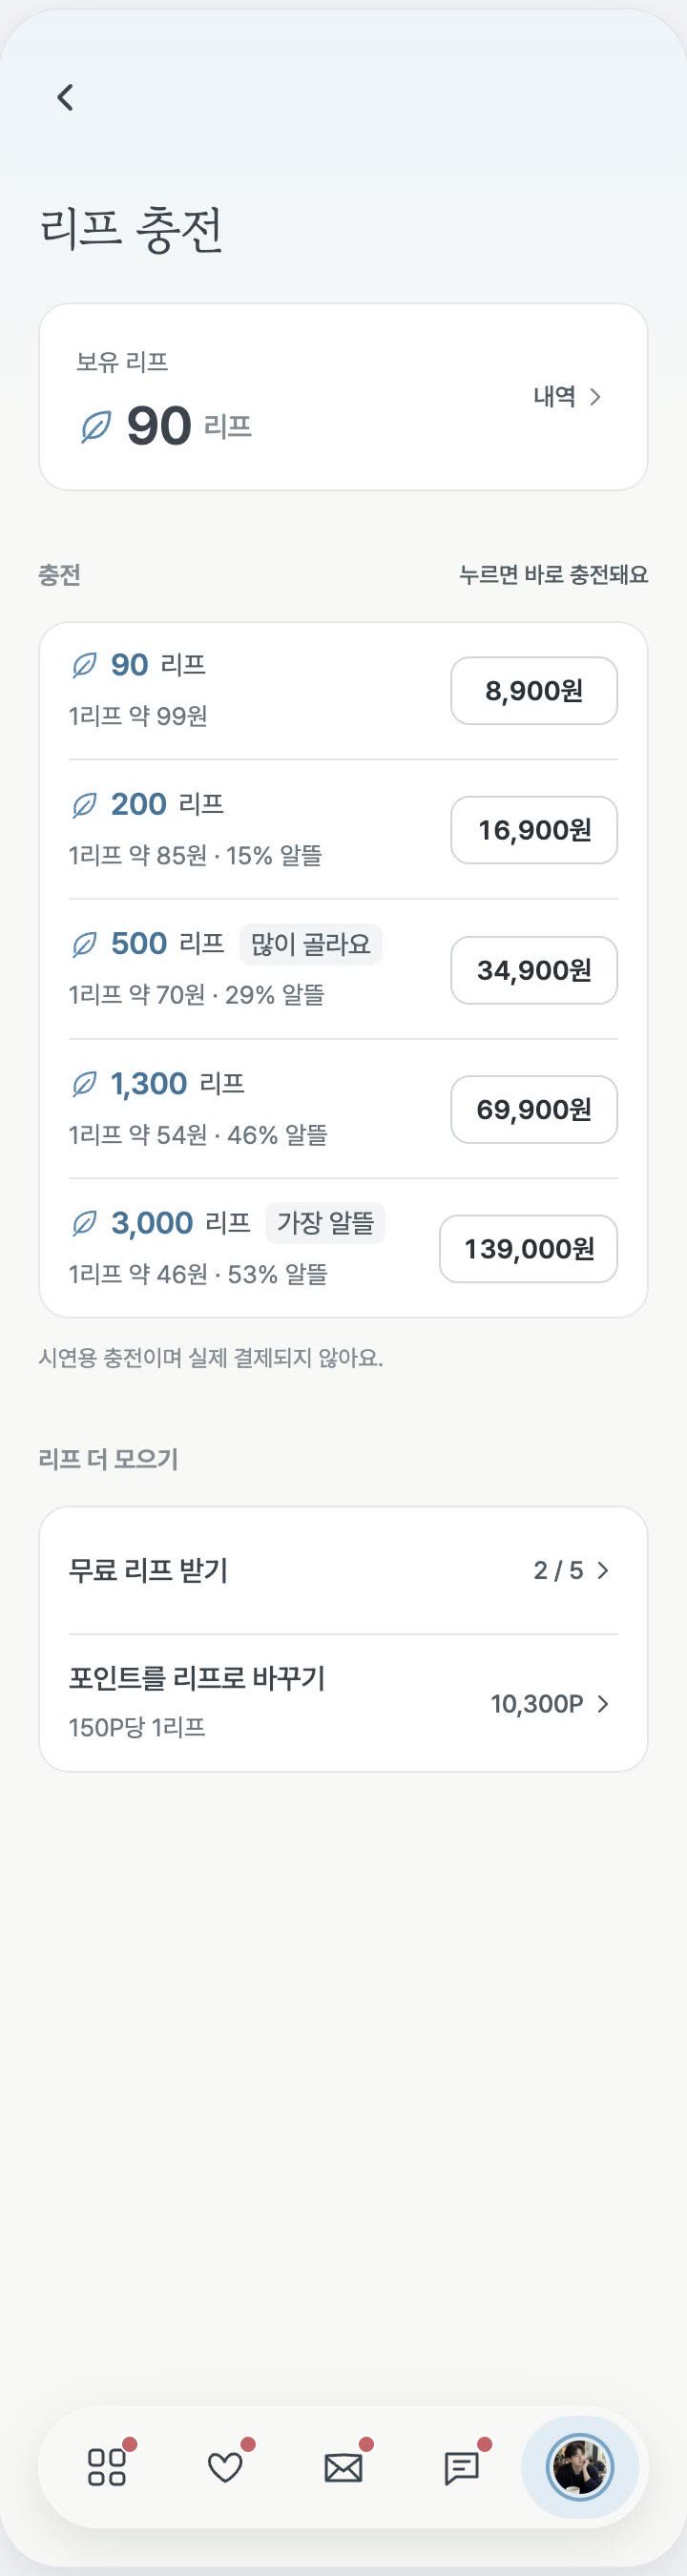 리프 충전
보유 리프
90 리프
내역
충전
누르면 바로 충전돼요
90 리프
1리프 약 99원
8,900원
200 리프
1리프 약 85원 · 15% 알뜰
16,900원
500 리프 많이 골라요
1리프 약 70원 · 29% 알뜰
34,900원
1,300 리프
1리프 약 54원 · 46% 알뜰
69,900원
3,000 리프 가장 알뜰
1리프 약 46원 · 53% 알뜰
139,000원
시연용 충전이며 실제 결제되지 않아요.
리프 더 모으기
무료 리프 받기
2 / 5
포인트를 리프로 바꾸기
150P당 1리프
10,300P